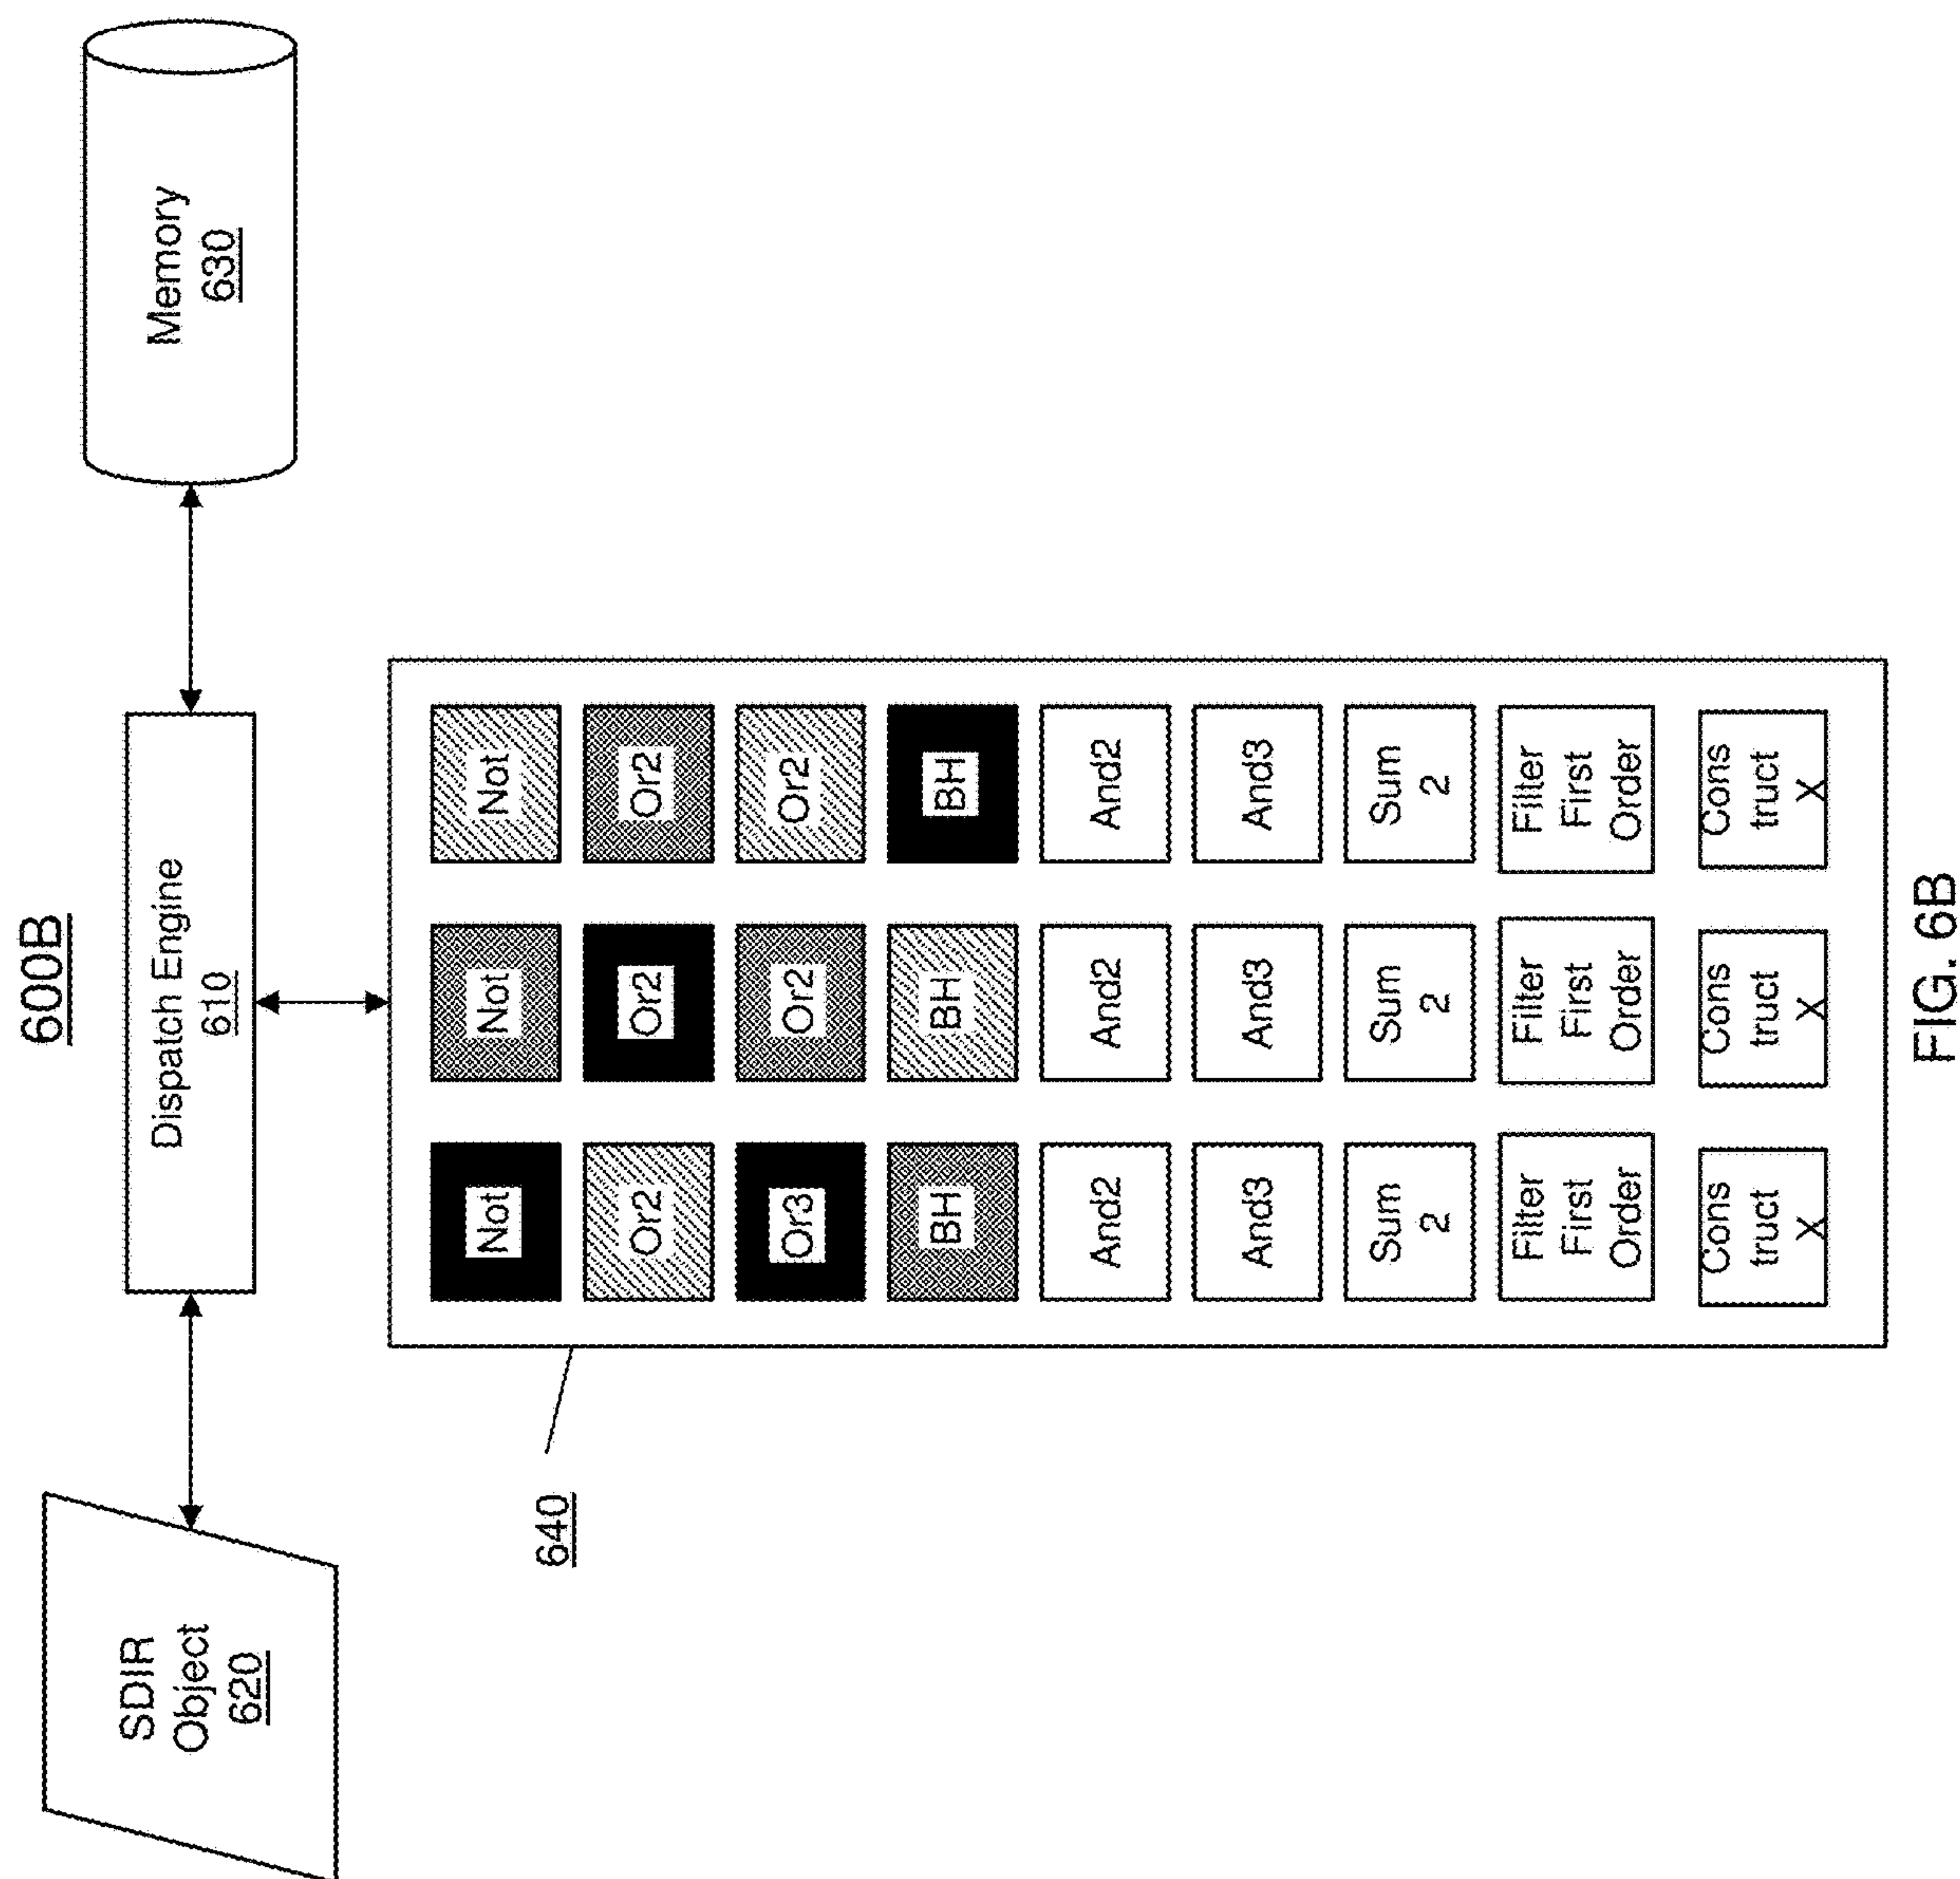 600B
SDIR
Object
620
Dispatch Engine
610
Memory
630
640
Not
Not
Not
Or2
Or2
Or2
Or3
Or2
Or2
BH
BH
BH
And2
And2
And2
And3
And3
And3
Sum
2
Sum
2
Sum
2
Filter
First
Order
Filter
First
Order
Filter
First
Order
Cons
truct
X
Cons
truct
X
Cons
truct
X
FIG. 6B